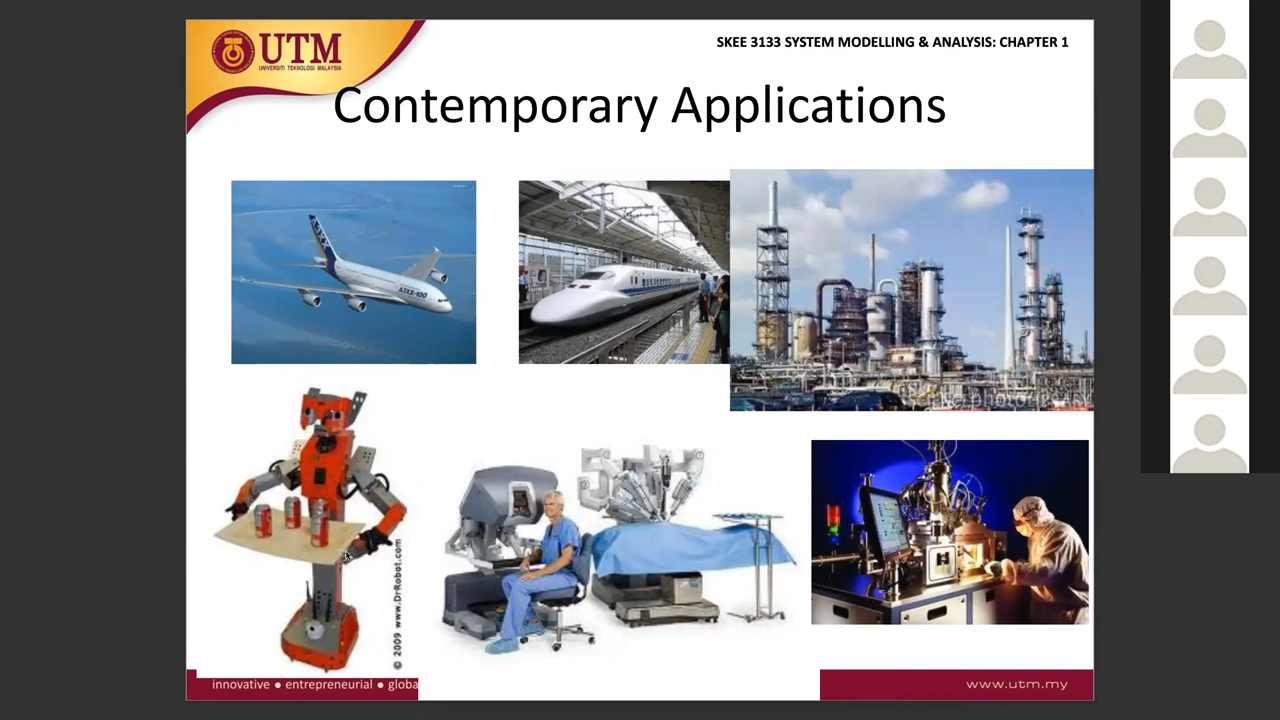 UTM
UNIVERSITI TEKNOLOGI MALAYSIA
SKEE 3133 SYSTEM MODELLING & ANALYSIS: CHAPTER 1
Contemporary Applications
© 2009 www.DrRobot.com
innovative ● entrepreneurial ● globa
www.utm.my